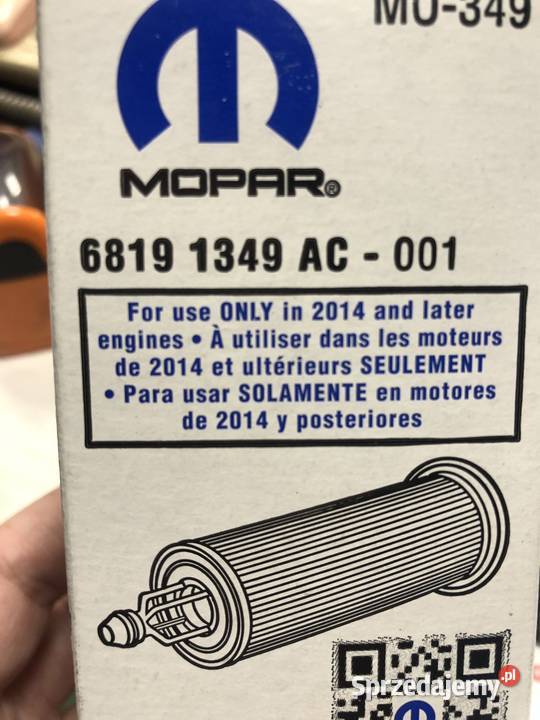 MO-349
MOPAR®
6819 1349 AC - 001
For use ONLY in 2014 and later
engines • À utiliser dans les moteurs
de 2014 et ultérieurs SEULEMENT
• Para usar SOLAMENTE en motores
de 2014 y posteriores
Sprzedajemy.pl